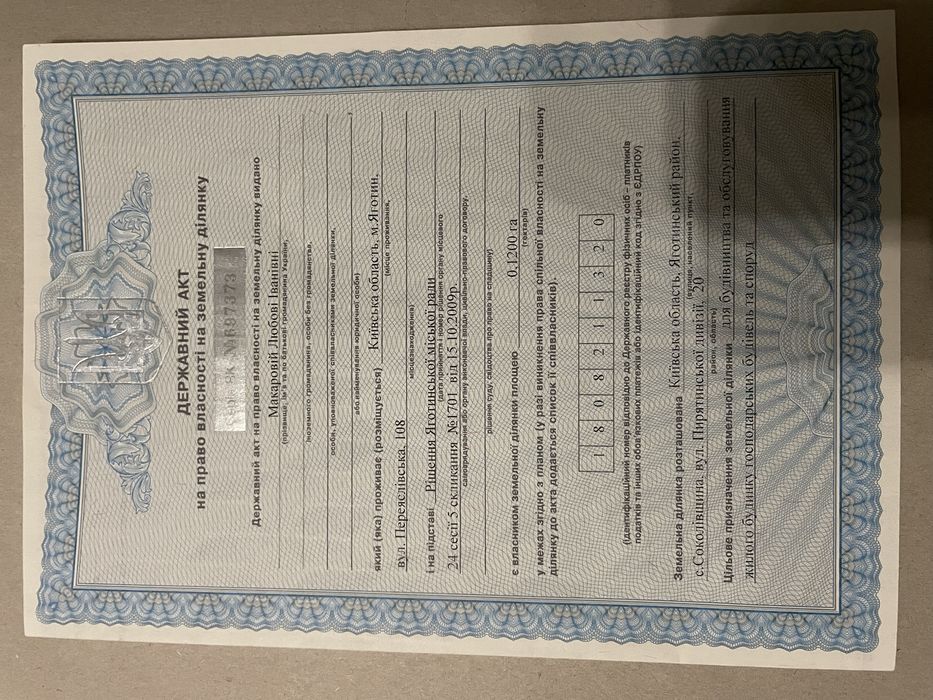 ДЕРЖАВНИЙ АКТ
на право власності на земельну ділянку
ЯК №697373
Державний акт на право власності на земельну ділянку видано
Макаровій Любові Іванівні
(прізвище, ім'я та по батькові громадянина України,
іноземного громадянина, особи без громадянства,
особи, уповноваженої співвласниками земельної ділянки,
або найменування юридичної особи)
який (яка) проживає (розміщується) Київська область, м.Яготин.
(місце проживання,
вул. Переяслівська, 108
місцезнаходження)
і на підставі Рішення Яготинської міської ради
(дата прийняття і номер рішення органу місцевого
24 сесії 5 скликання №1701 від 15.10.2009р.
самоврядування або органу виконавчої влади, цивільно-правового договору,
рішення суду, свідоцтва про право на спадщину)
є власником земельної ділянки площею 0.1200 га
(гектарів)
у межах згідно з планом (у разі виникнення права спільної власності на земельну
ділянку до акта додається список її співвласників).
1 8 0 8 2 1 1 3 2 0
(ідентифікаційний номер відповідно до Державного реєстру фізичних осіб – платників
податків та інших обов'язкових платежів або ідентифікаційний код згідно з ЄДРПОУ)
Земельна ділянка розташована Київська область, Яготинський район,
(вулиця, населений пункт,
с.Соколівщина, вул. Пирятинської дивізії, 20
район, область)
Цільове призначення земельної ділянки для будівництва та обслуговування
жилого будинку господарських будівель та споруд